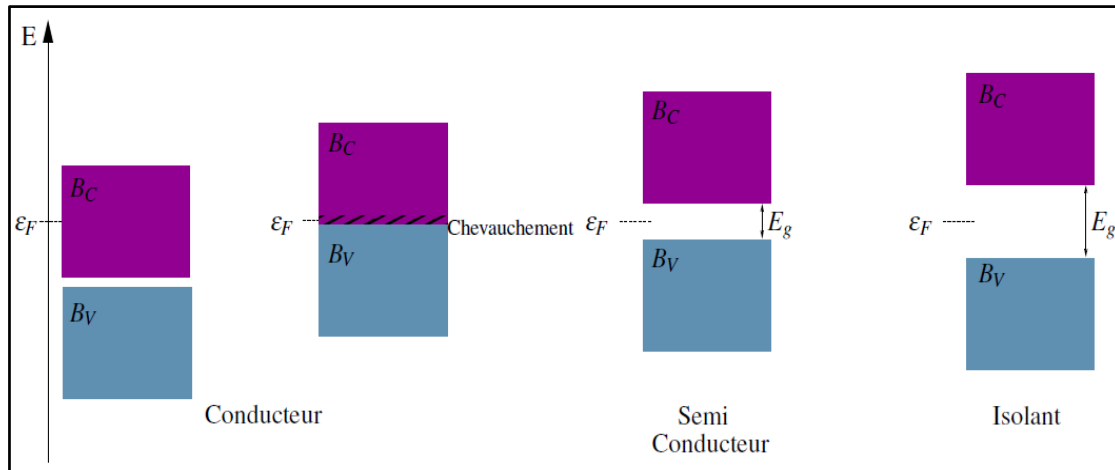 E
B_C
B_V
ε_F
B_C
B_V
ε_F
Chevauchement
Conducteur
B_C
B_V
ε_F
E_g
Semi
Conducteur
B_C
B_V
ε_F
E_g
Isolant